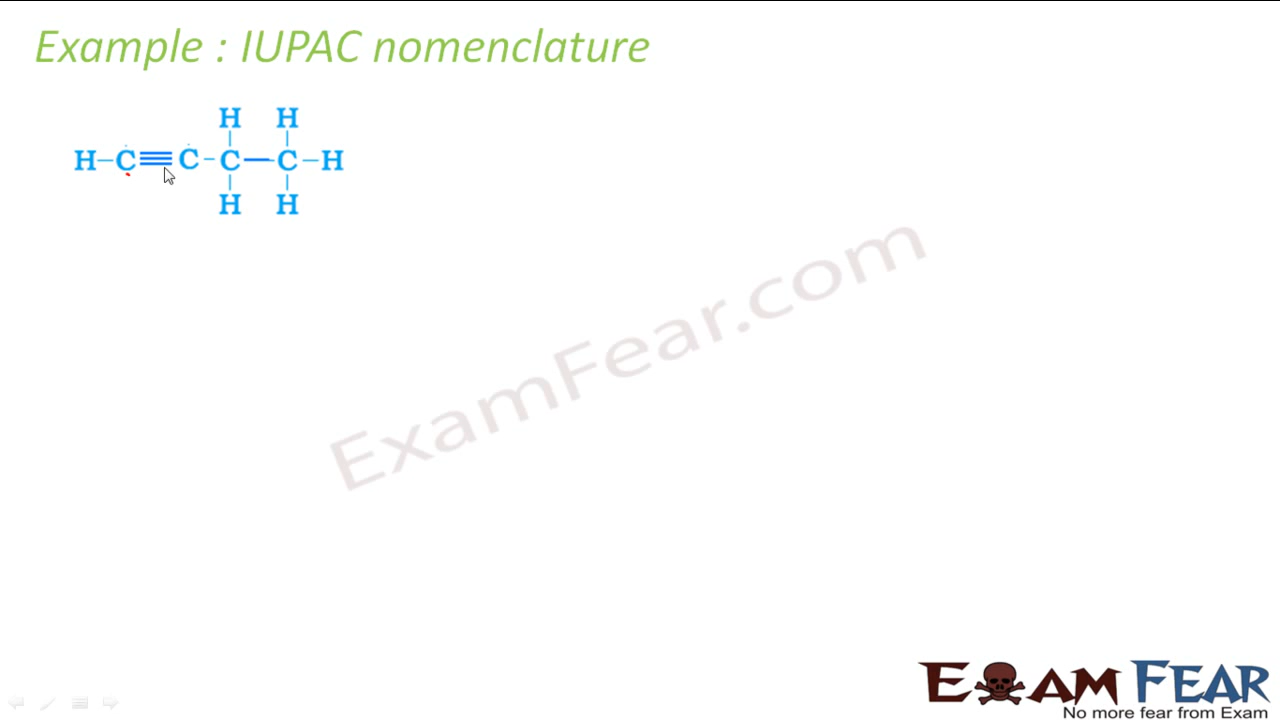 Example : IUPAC nomenclature
H H
H–C≡C–C–C–H
H H
ExamFear.com
EXAM FEAR
No more fear from Exam